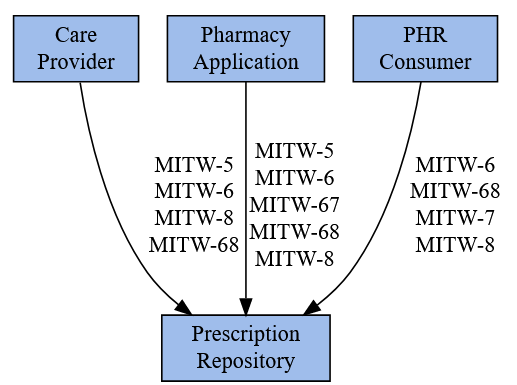 Care
Provider
Pharmacy
Application
PHR
Consumer
MITW-5
MITW-6
MITW-8
MITW-68
MITW-5
MITW-6
MITW-67
MITW-68
MITW-8
MITW-6
MITW-68
MITW-7
MITW-8
Prescription
Repository